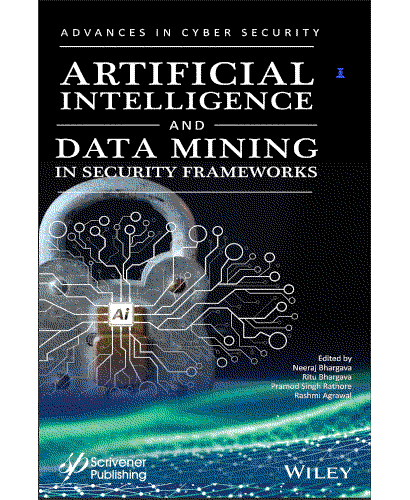 ADVANCES IN CYBER SECURITY
ARTIFICIAL
INTELLIGENCE
AND
DATA MINING
IN SECURITY FRAMEWORKS
Ai
Edited by
Neeraj Bhargava
Ritu Bhargava
Pramod Singh Rathore
Rashmi Agrawal
Scrivener
Publishing
WILEY